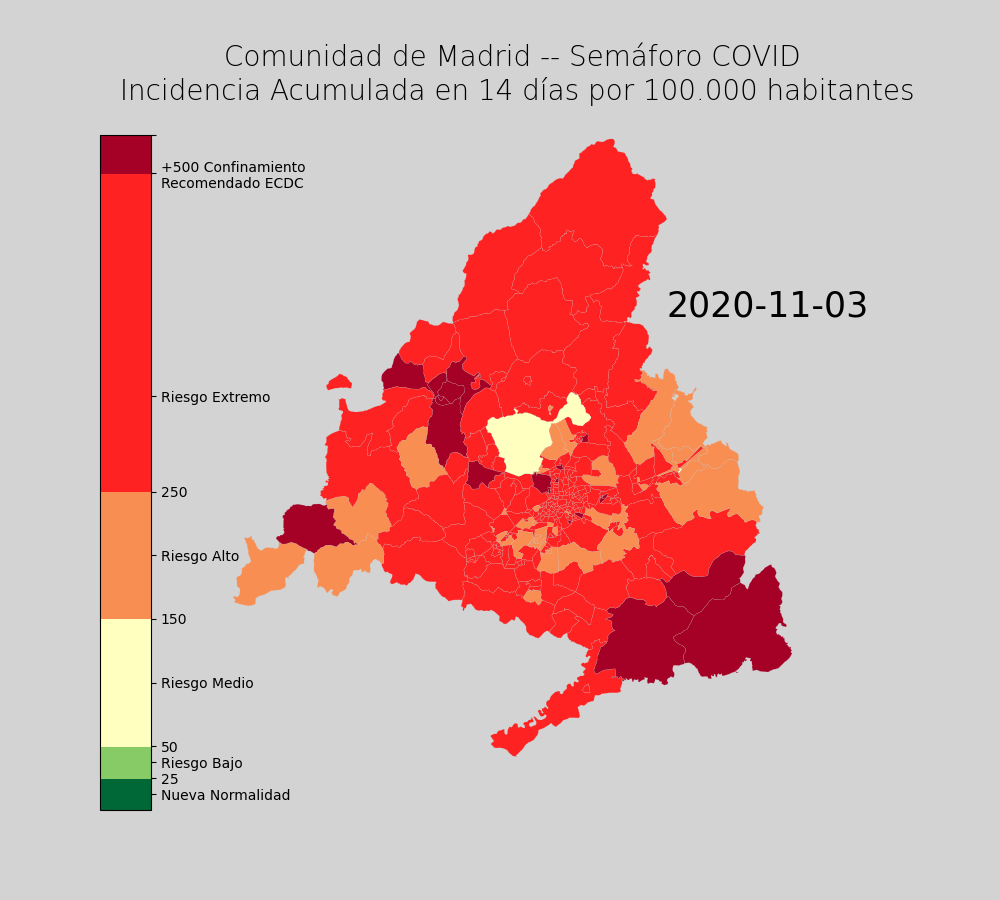 Comunidad de Madrid -- Semáforo COVID
Incidencia Acumulada en 14 días por 100.000 habitantes
+500 Confinamiento
Recomendado ECDC
2020-11-03
Riesgo Extremo
250
Riesgo Alto
150
Riesgo Medio
50
Riesgo Bajo
25
Nueva Normalidad